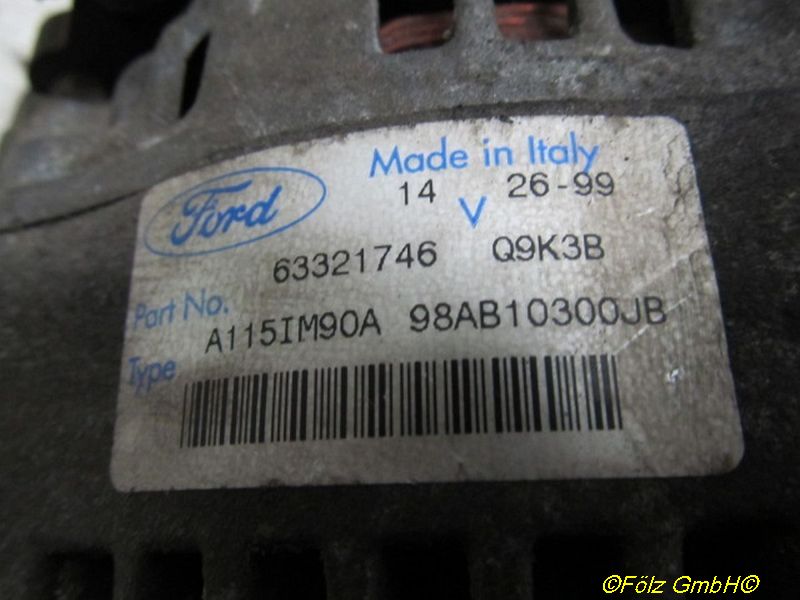 Ford Made in Italy
14 V 26-99
63321746 Q9K3B
Part No.
A115IM90A 98AB10300JB
Type
©Fölz GmbH©